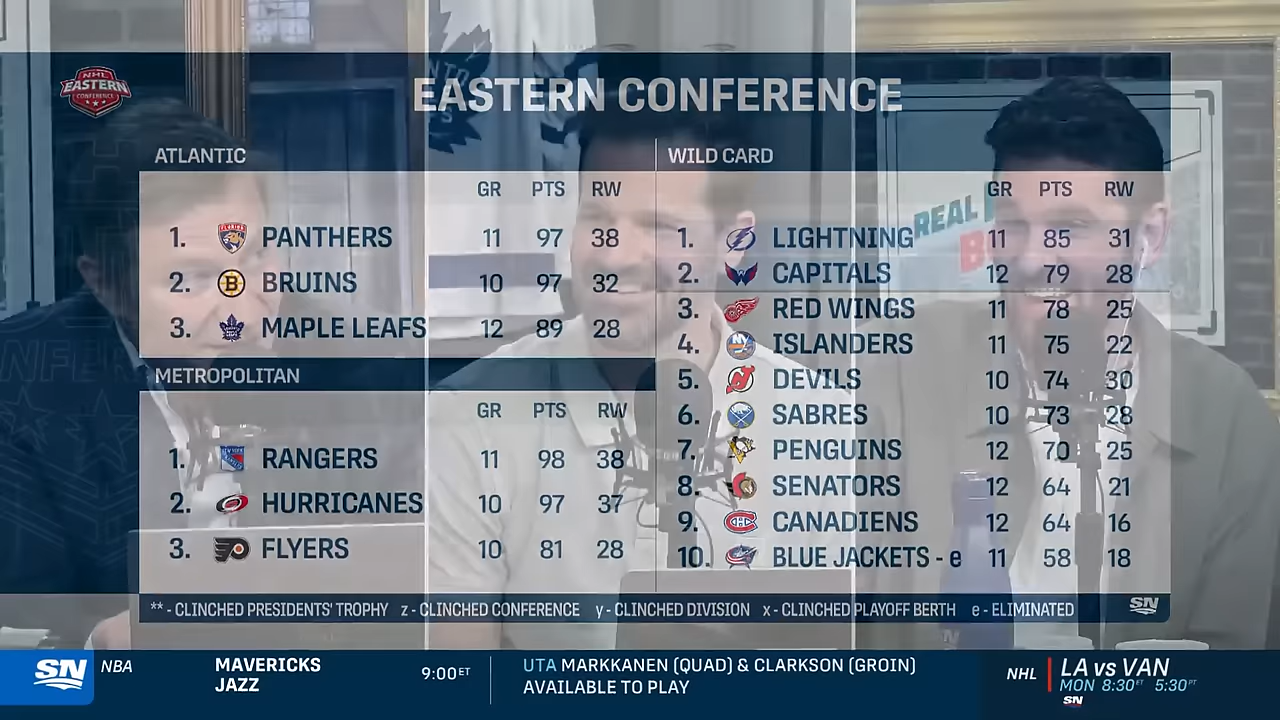 NHL
EASTERN
CONFERENCE
EASTERN CONFERENCE
ATLANTIC
GR PTS RW
1. PANTHERS 11 97 38
2. BRUINS 10 97 32
3. MAPLE LEAFS 12 89 28
METROPOLITAN
GR PTS RW
1. RANGERS 11 98 38
2. HURRICANES 10 97 37
3. FLYERS 10 81 28
WILD CARD
GR PTS RW
1. LIGHTNING 11 85 31
2. CAPITALS 12 79 28
3. RED WINGS 11 78 25
4. ISLANDERS 11 75 22
5. DEVILS 10 74 30
6. SABRES 10 73 28
7. PENGUINS 12 70 25
8. SENATORS 12 64 21
9. CANADIENS 12 64 16
10. BLUE JACKETS - e 11 58 18
REAL
** - CLINCHED PRESIDENTS' TROPHY z - CLINCHED CONFERENCE y - CLINCHED DIVISION x - CLINCHED PLAYOFF BERTH e - ELIMINATED
SN
SN NBA
MAVERICKS
JAZZ
9:00 ET
UTA MARKKANEN (QUAD) & CLARKSON (GROIN)
AVAILABLE TO PLAY
NHL
LA vs VAN
MON 8:30 ET 5:30 PT
SN